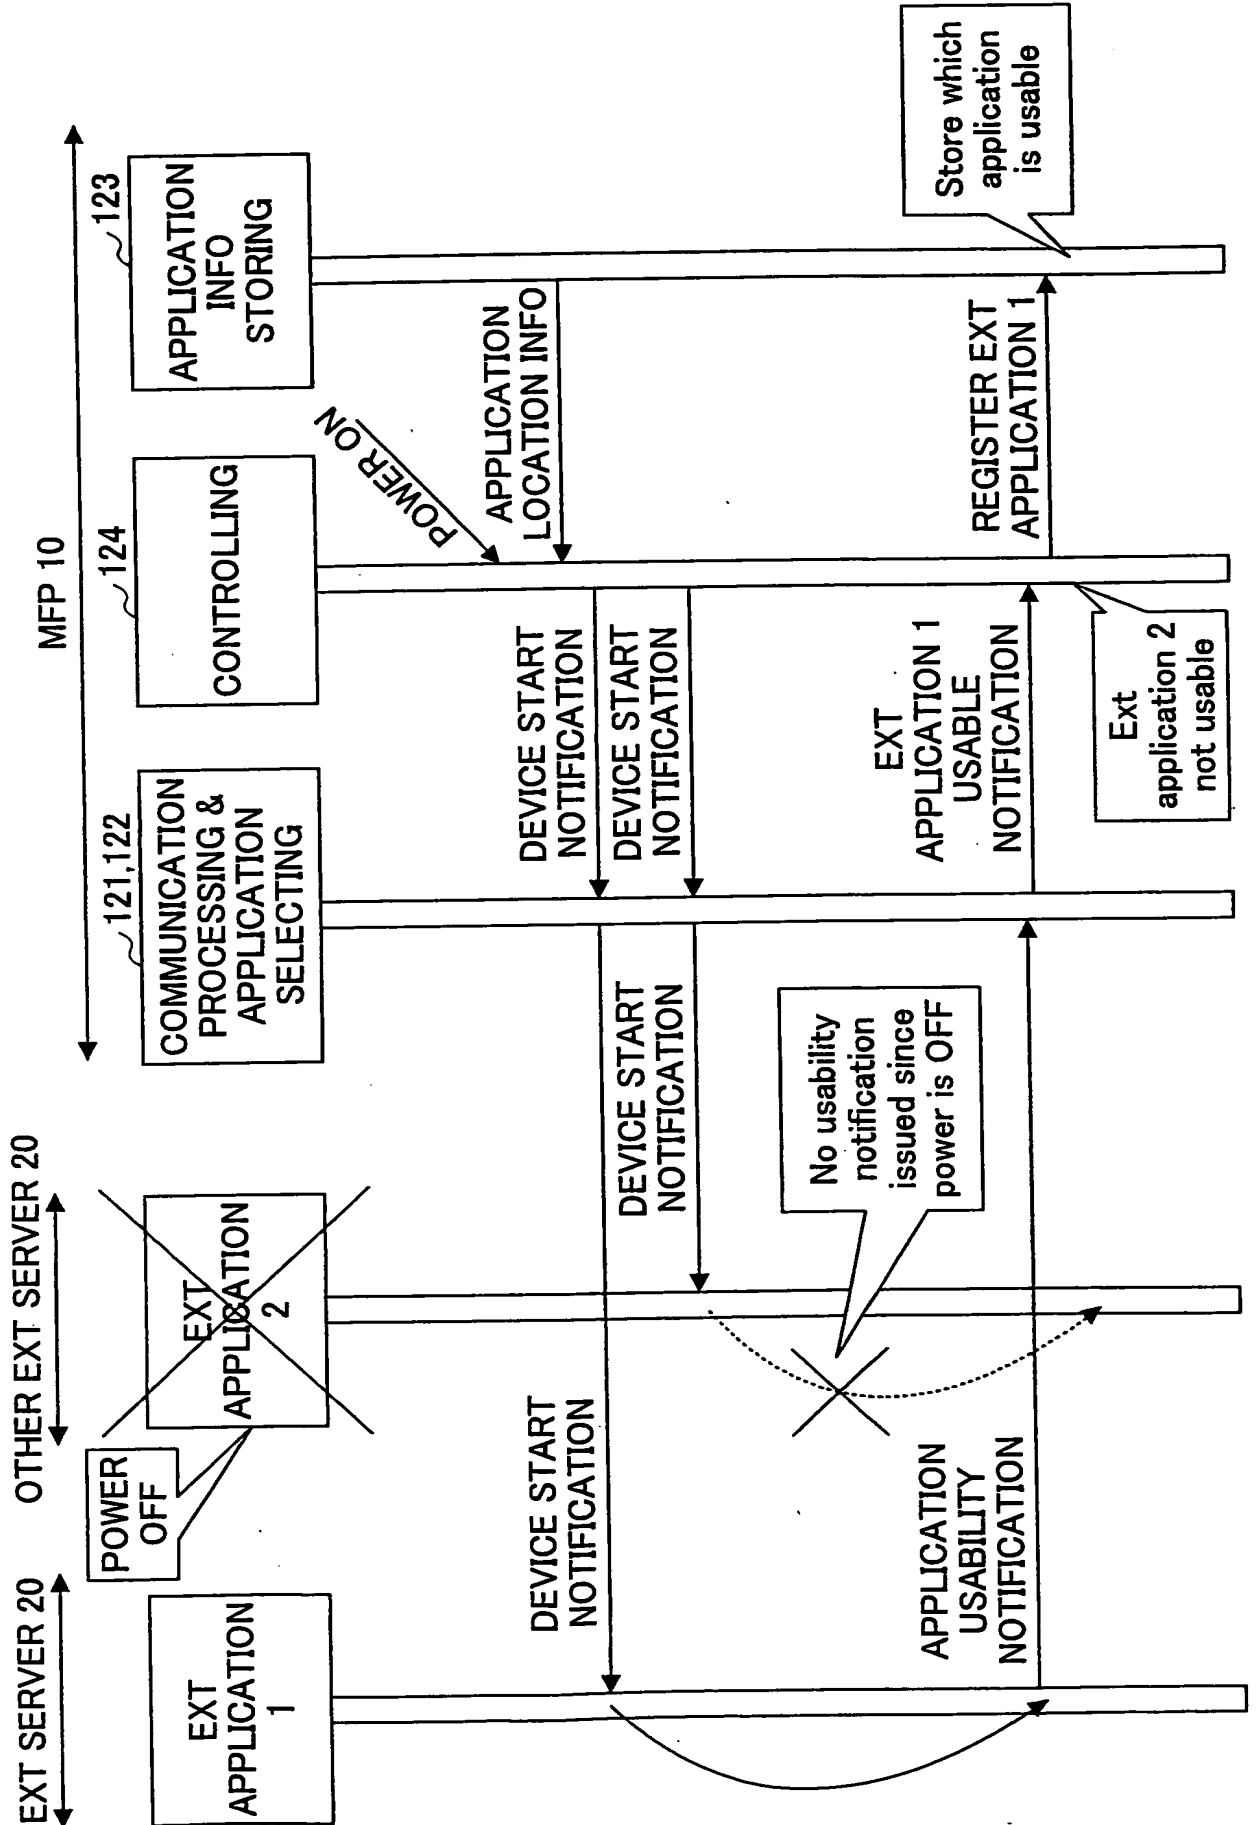 EXT SERVER 20
OTHER EXT SERVER 20
MFP 10
EXT
APPLICATION
1
POWER
OFF
EXT
APPLICATION
2
121,122
COMMUNICATION
PROCESSING &
APPLICATION
SELECTING
124
CONTROLLING
123
APPLICATION
INFO
STORING
POWER ON
APPLICATION
LOCATION INFO
DEVICE START
NOTIFICATION
DEVICE START
NOTIFICATION
DEVICE START
NOTIFICATION
DEVICE START
NOTIFICATION
No usability
notification
issued since
power is OFF
APPLICATION
USABILITY
NOTIFICATION
EXT
APPLICATION 1
USABLE
NOTIFICATION
REGISTER EXT
APPLICATION 1
Ext
application 2
not usable
Store which
application
is usable